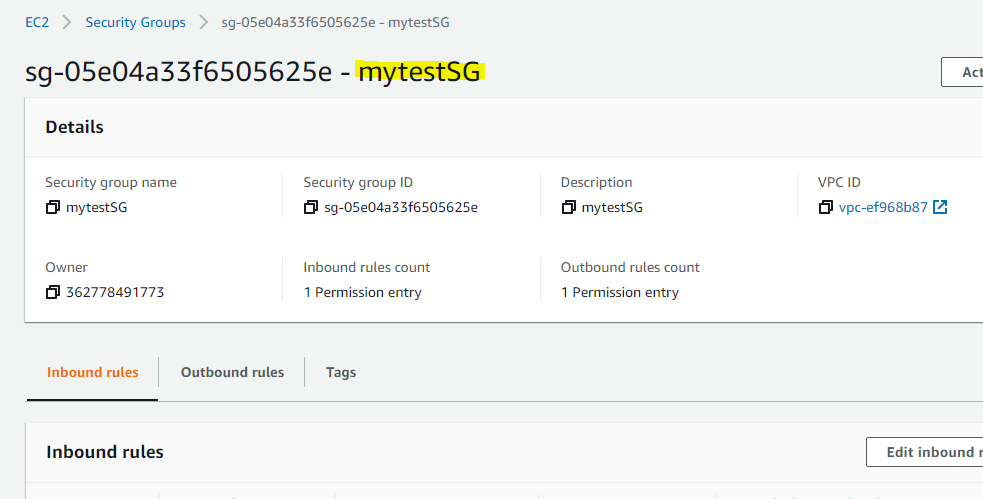 EC2 > Security Groups > sg-05e04a33f6505625e - mytestSG
sg-05e04a33f6505625e - mytestSG
Details
Security group name Security group ID Description VPC ID
mytestSG sg-05e04a33f6505625e mytestSG vpc-ef968b87
Owner Inbound rules count Outbound rules count
362778491773 1 Permission entry 1 Permission entry
Inbound rules Outbound rules Tags
Inbound rules Edit inbound